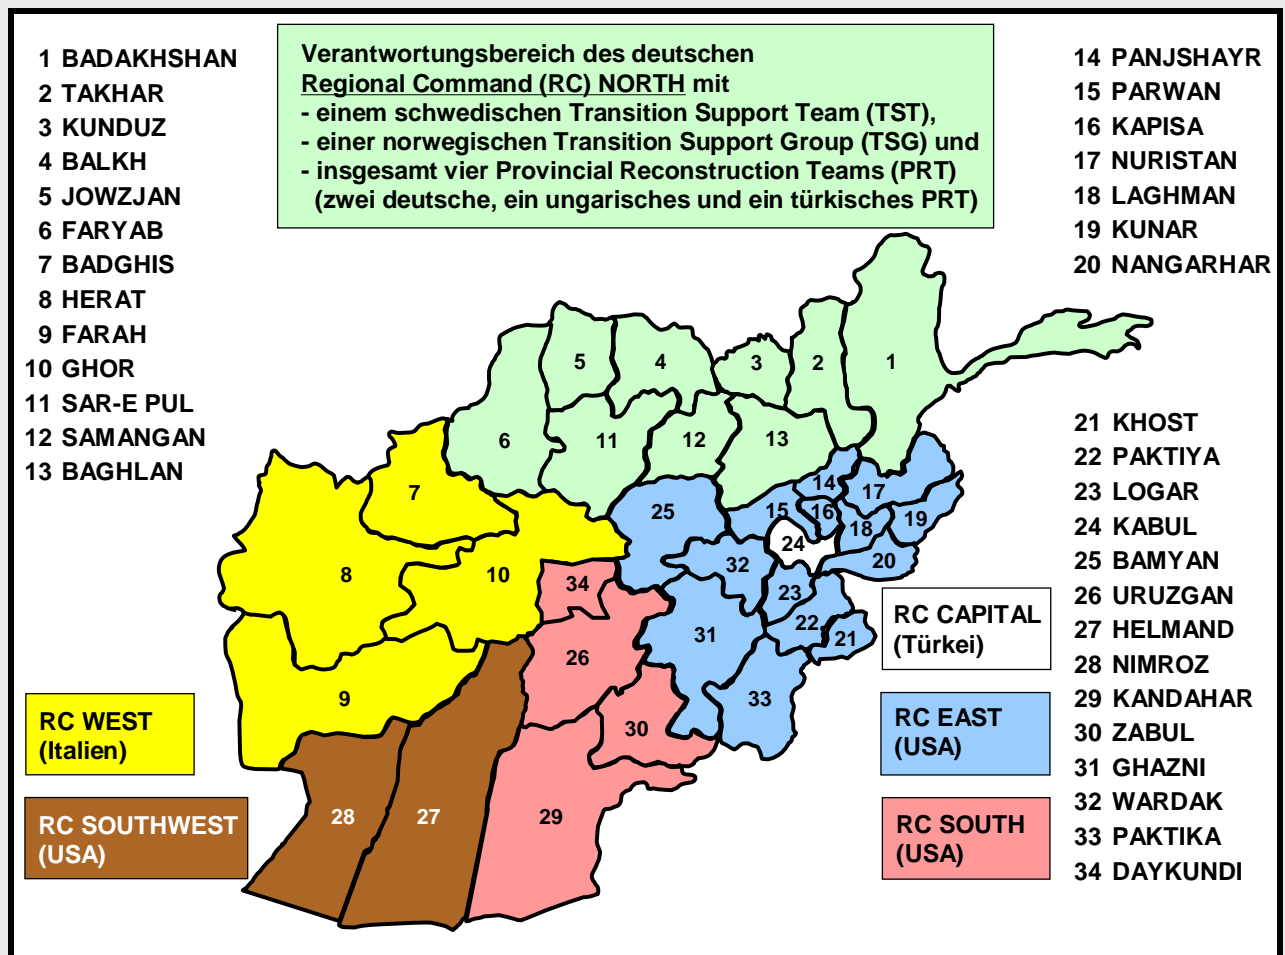 1 BADAKHSHAN
2 TAKHAR
3 KUNDUZ
4 BALKH
5 JOWZJAN
6 FARYAB
7 BADGHIS
8 HERAT
9 FARAH
10 GHOR
11 SAR-E PUL
12 SAMANGAN
13 BAGHLAN
Verantwortungsbereich des deutschen
Regional Command (RC) NORTH mit
- einem schwedischen Transition Support Team (TST),
- einer norwegischen Transition Support Group (TSG) und
- insgesamt vier Provincial Reconstruction Teams (PRT)
(zwei deutsche, ein ungarisches und ein türkisches PRT)
14 PANJSHAYR
15 PARWAN
16 KAPISA
17 NURISTAN
18 LAGHMAN
19 KUNAR
20 NANGARHAR
21 KHOST
22 PAKTIYA
23 LOGAR
24 KABUL
25 BAMYAN
26 URUZGAN
27 HELMAND
28 NIMROZ
29 KANDAHAR
30 ZABUL
31 GHAZNI
32 WARDAK
33 PAKTIKA
34 DAYKUNDI
5
4
3
2
1
6
11
12
13
7
25
14
17
15
16
19
18
24
20
8
10
34
32
23
22
21
31
26
9
33
30
28
27
29
RC WEST
(Italien)
RC SOUTHWEST
(USA)
RC CAPITAL
(Türkei)
RC EAST
(USA)
RC SOUTH
(USA)